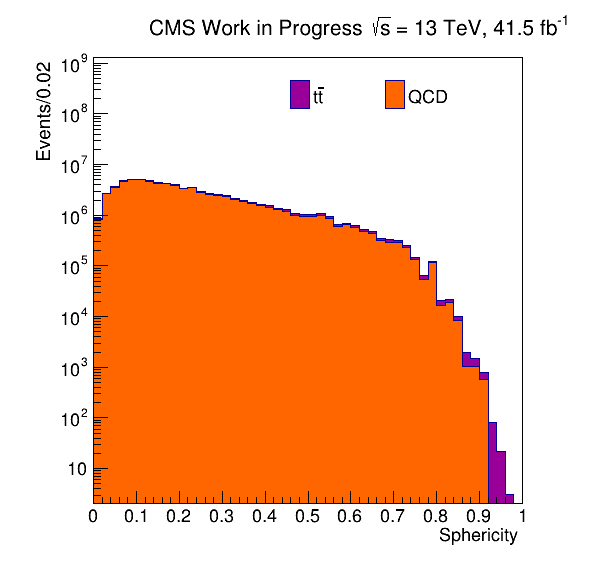 CMS Work in Progress √s = 13 TeV, 41.5 fb⁻¹
Events/0.02
tt̄
QCD
10⁹
10⁸
10⁷
10⁶
10⁵
10⁴
10³
10²
10
0 0.1 0.2 0.3 0.4 0.5 0.6 0.7 0.8 0.9 1
Sphericity